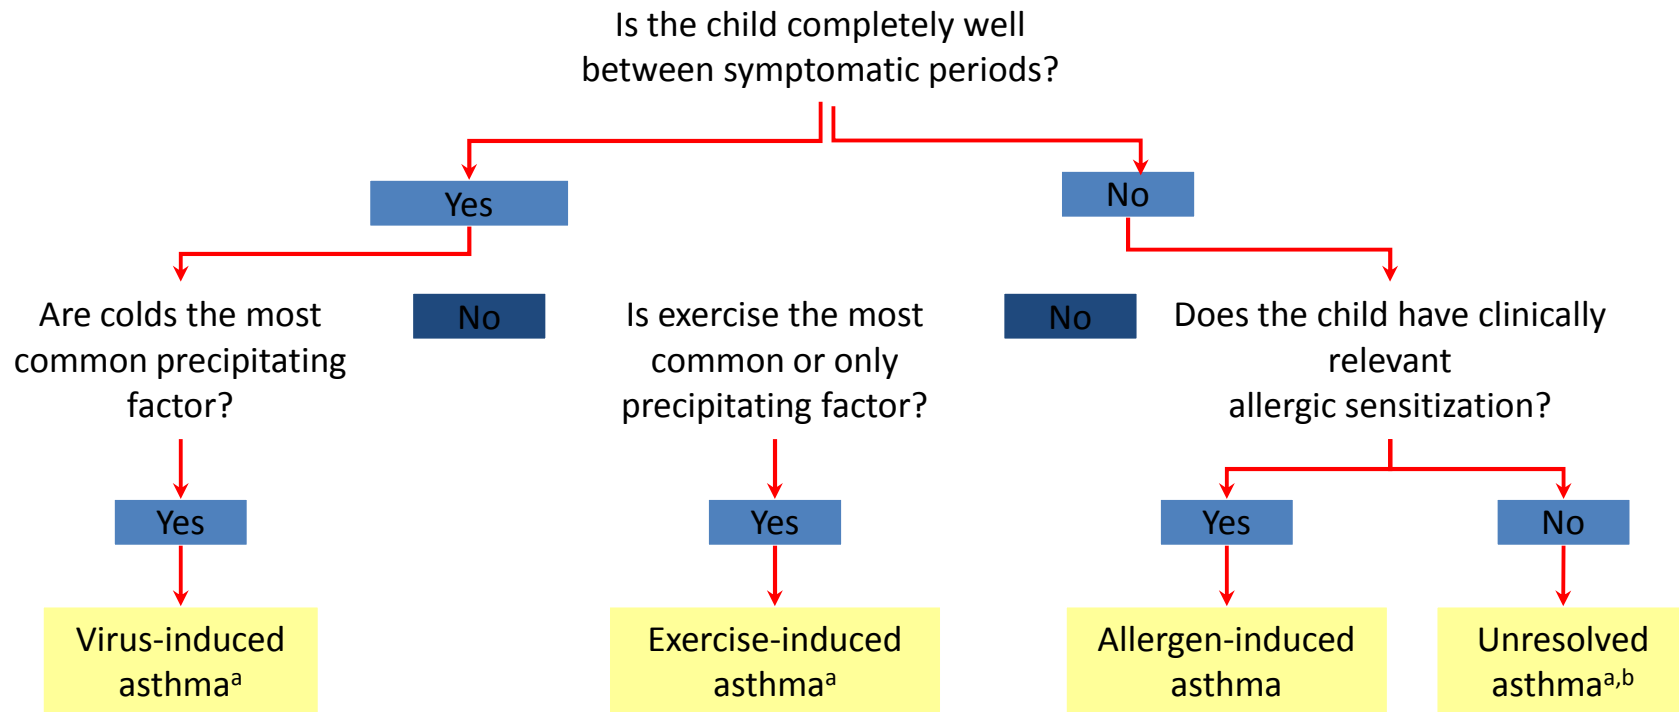 Is the child completely well
between symptomatic periods?
Yes
No
Are colds the most
common precipitating
factor?
No
Is exercise the most
common or only
precipitating factor?
No
Does the child have clinically
relevant
allergic sensitization?
Yes
Yes
Yes
No
Virus-induced
asthmaᵃ
Exercise-induced
asthmaᵃ
Allergen-induced
asthma
Unresolved
asthmaᵃ,ᵇ